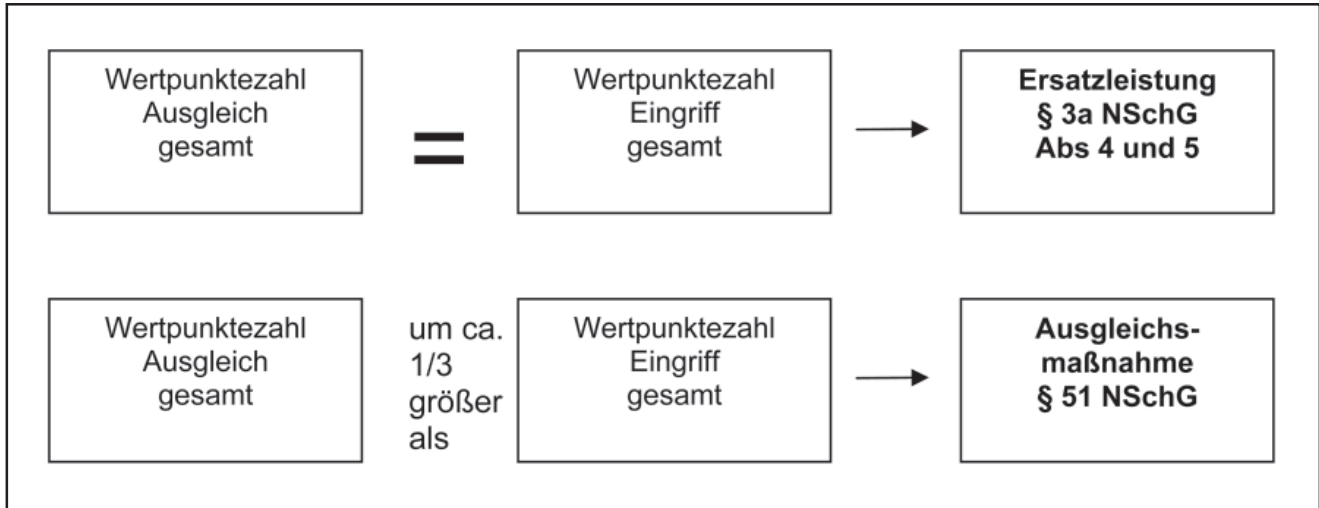 Wertpunktezahl
Ausgleich
gesamt
=
Wertpunktezahl
Eingriff
gesamt
Ersatzleistung
§ 3a NSchG
Abs 4 und 5
Wertpunktezahl
Ausgleich
gesamt
um ca.
1/3
größer
als
Wertpunktezahl
Eingriff
gesamt
Ausgleichs-
maßnahme
§ 51 NSchG